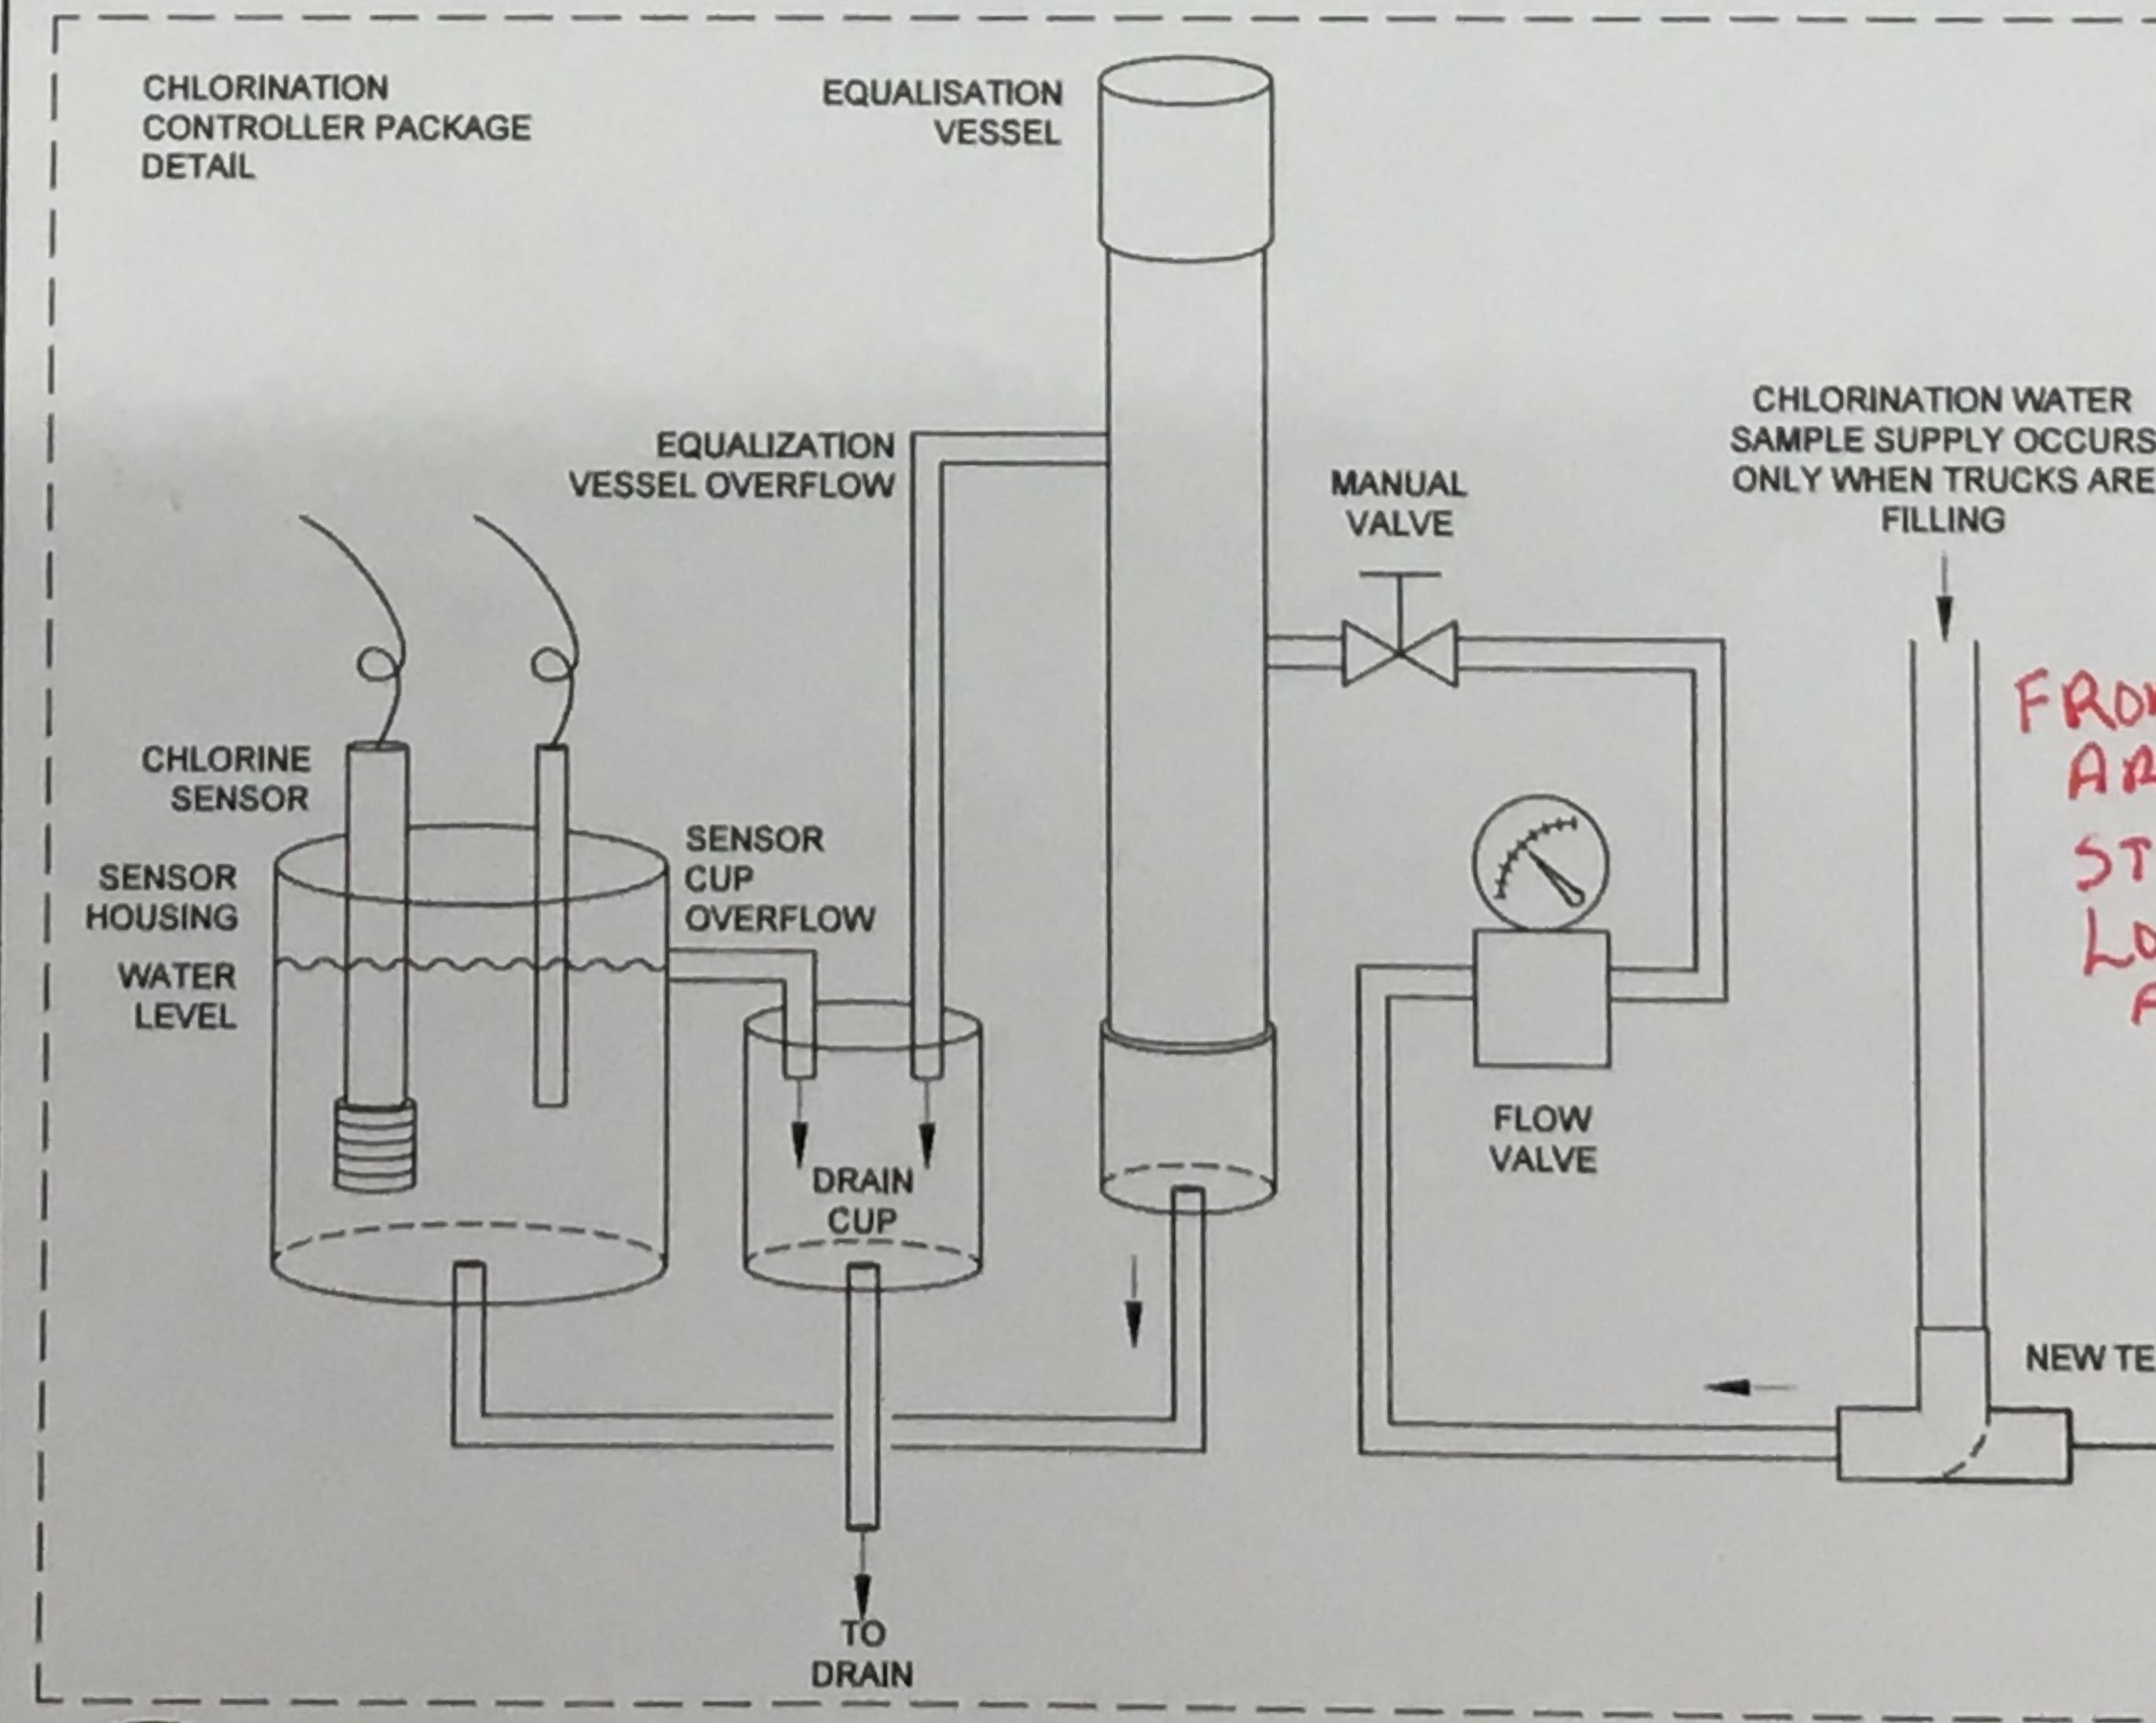 CHLORINATION
CONTROLLER PACKAGE
DETAIL
EQUALISATION
VESSEL
EQUALIZATION
VESSEL OVERFLOW
MANUAL
VALVE
CHLORINATION WATER
SAMPLE SUPPLY OCCURS
ONLY WHEN TRUCKS ARE
FILLING
CHLORINE
SENSOR
SENSOR
HOUSING
WATER
LEVEL
SENSOR
CUP
OVERFLOW
DRAIN
CUP
FLOW
VALVE
NEW
TO
DRAIN